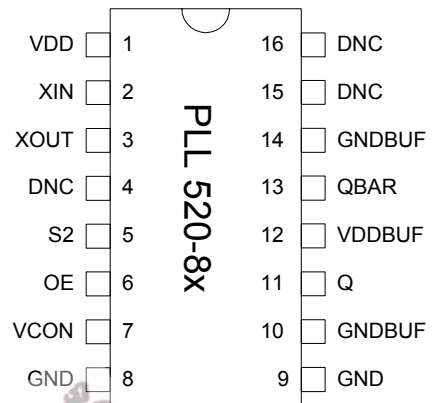 VDD 1 16 DNC
XIN 2 15 DNC
XOUT 3 14 GNDBUF
DNC 4 13 QBAR
S2 5 12 VDDBUF
OE 6 11 Q
VCON 7 10 GNDBUF
GND 8 9 GND
PLL 520-8x